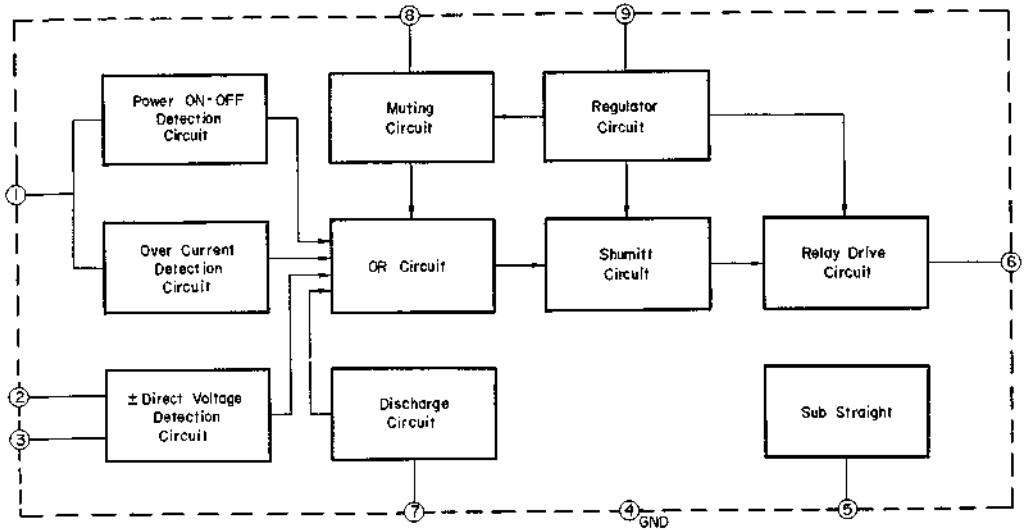 8
9
Power ON-OFF
Detection
Circuit
Muting
Circuit
Regulator
Circuit
1
Over Current
Detection
Circuit
OR Circuit
Shumitt
Circuit
Relay Drive
Circuit
6
2
3
± Direct Voltage
Detection
Circuit
Discharge
Circuit
Sub Straight
7
4
GND
5